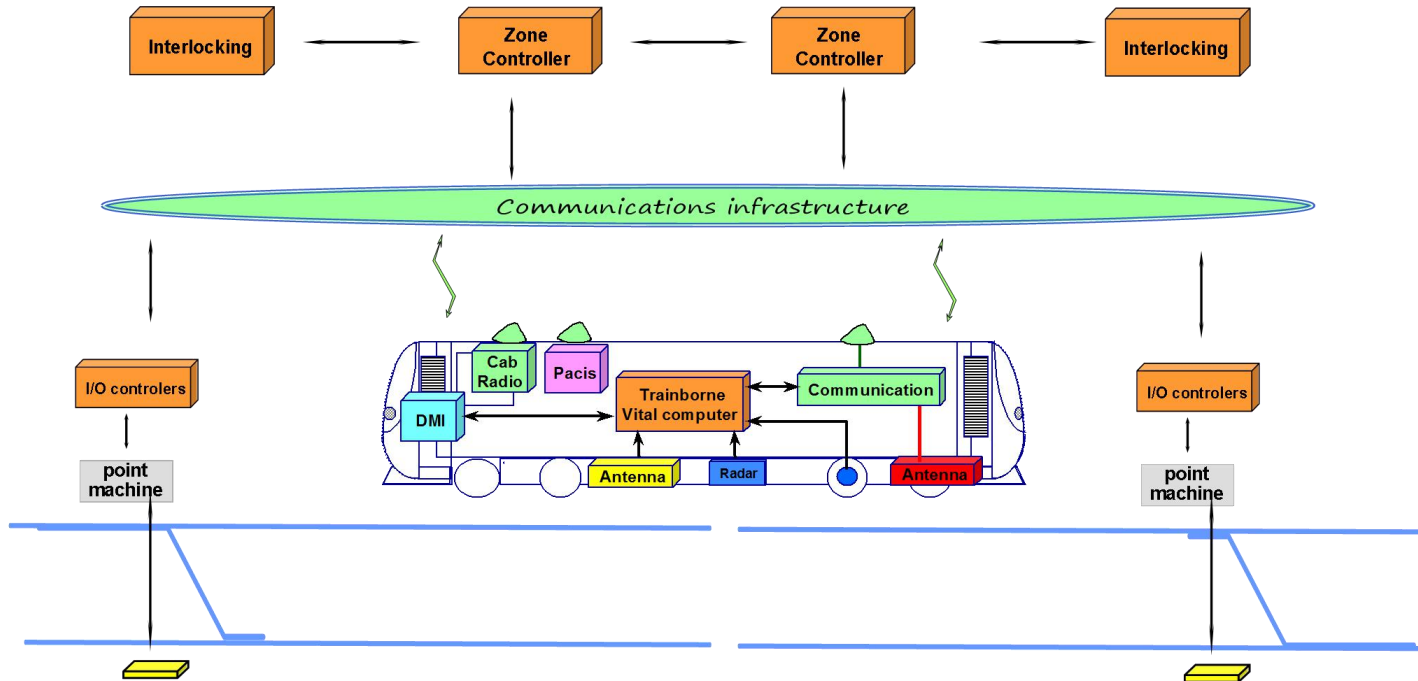 Interlocking
Zone
Controller
Zone
Controller
Interlocking
Communications infrastructure
I/O controlers
point
machine
Cab
Radio
Pacis
DMI
Trainborne
Vital computer
Communication
Antenna
Radar
Antenna
I/O controlers
point
machine